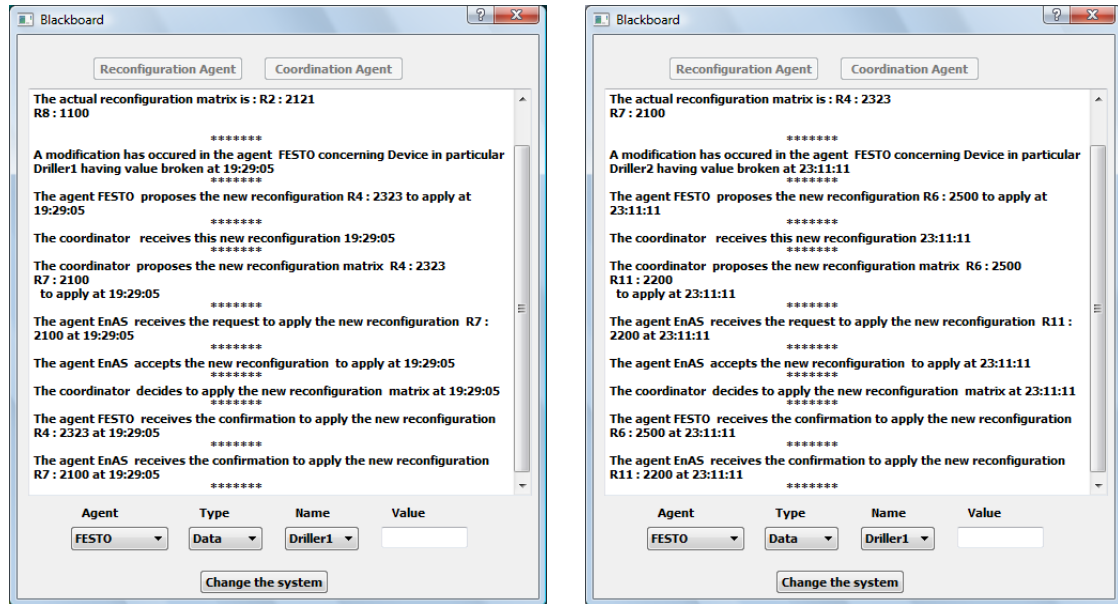 Blackboard
Reconfiguration Agent
Coordination Agent
The actual reconfiguration matrix is : R2 : 2121
R8 : 1100
*******
A modification has occured in the agent FESTO concerning Device in particular
Driller1 having value broken at 19:29:05
*******
The agent FESTO proposes the new reconfiguration R4 : 2323 to apply at
19:29:05
*******
The coordinator receives this new reconfiguration 19:29:05
*******
The coordinator proposes the new reconfiguration matrix R4 : 2323
R7 : 2100
to apply at 19:29:05
*******
The agent EnAS receives the request to apply the new reconfiguration R7 :
2100 at 19:29:05
*******
The agent EnAS accepts the new reconfiguration to apply at 19:29:05
*******
The coordinator decides to apply the new reconfiguration matrix at 19:29:05
*******
The agent FESTO receives the confirmation to apply the new reconfiguration
R4 : 2323 at 19:29:05
*******
The agent EnAS receives the confirmation to apply the new reconfiguration
R7 : 2100 at 19:29:05
*******
Agent Type Name Value
FESTO Data Driller1
Change the system
Blackboard
Reconfiguration Agent
Coordination Agent
The actual reconfiguration matrix is : R4 : 2323
R7 : 2100
*******
A modification has occured in the agent FESTO concerning Device in particular
Driller2 having value broken at 23:11:11
*******
The agent FESTO proposes the new reconfiguration R6 : 2500 to apply at
23:11:11
*******
The coordinator receives this new reconfiguration 23:11:11
*******
The coordinator proposes the new reconfiguration matrix R6 : 2500
R11 : 2200
to apply at 23:11:11
*******
The agent EnAS receives the request to apply the new reconfiguration R11 :
2200 at 23:11:11
*******
The agent EnAS accepts the new reconfiguration to apply at 23:11:11
*******
The coordinator decides to apply the new reconfiguration matrix at 23:11:11
*******
The agent FESTO receives the confirmation to apply the new reconfiguration
R6 : 2500 at 23:11:11
*******
The agent EnAS receives the confirmation to apply the new reconfiguration
R11 : 2200 at 23:11:11
*******
Agent Type Name Value
FESTO Data Driller1
Change the system